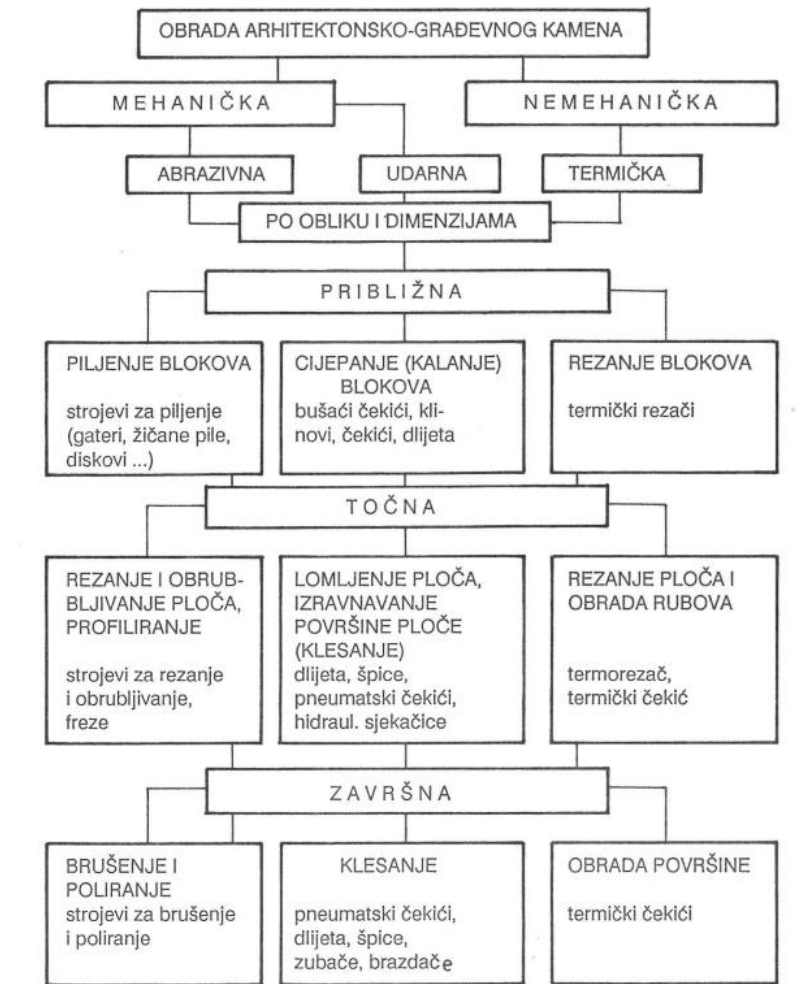 OBRADA ARHITEKTONSKO-GRAĐEVNOG KAMENA
MEHANIČKA
NEMEHANIČKA
ABRAZIVNA
UDARNA
TERMIČKA
PO OBLIKU I DIMENZIJAMA
PRIBLIŽNA
PILJENJE BLOKOVA
strojevi za piljenje
(gateri, žičane pile,
diskovi ...)
CIJEPANJE (KALANJE)
BLOKOVA
bušaći čekići, kli-
novi, čekići, dlijeta
REZANJE BLOKOVA
termički rezači
TOČNA
REZANJE I OBRUB-
BLJIVANJE PLOČA,
PROFILIRANJE
strojevi za rezanje
i obrubljivanje,
freze
LOMLJENJE PLOČA,
IZRAVNAVANJE
POVRŠINE PLOČE
(KLESANJE)
dlijeta, špice,
pneumatski čekići,
hidraul. sjekačice
REZANJE PLOČA I
OBRADA RUBOVA
termorezač,
termički čekić
ZAVRŠNA
BRUŠENJE I
POLIRANJE
strojevi za brušenje
i poliranje
KLESANJE
pneumatski čekići,
dlijeta, špice,
zubače, brazdače
OBRADA POVRŠINE
termički čekići